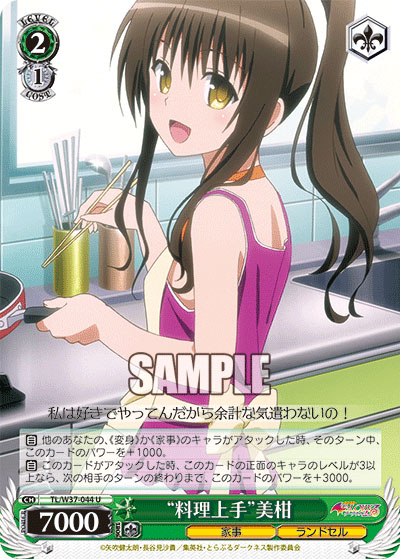 LEVEL
2
1
COST
SAMPLE
私は好きでやってんだから余計な気遣わないの！
他のあなたの、《変身》か《家事》のキャラがアタックした時、そのターン中、
このカードのパワーを＋1000。
このカードがアタックした時、このカードの正面のキャラのレベルが3以
上なら、次の相手のターンの終わりまで、このカードのパワーを＋3000。
CH TL/W37-044 U
7000
“料理上手”美柑
家事
ランドセル
©矢吹健太朗・長谷見沙貴／集英社・とらぶるダークネス製作委員会